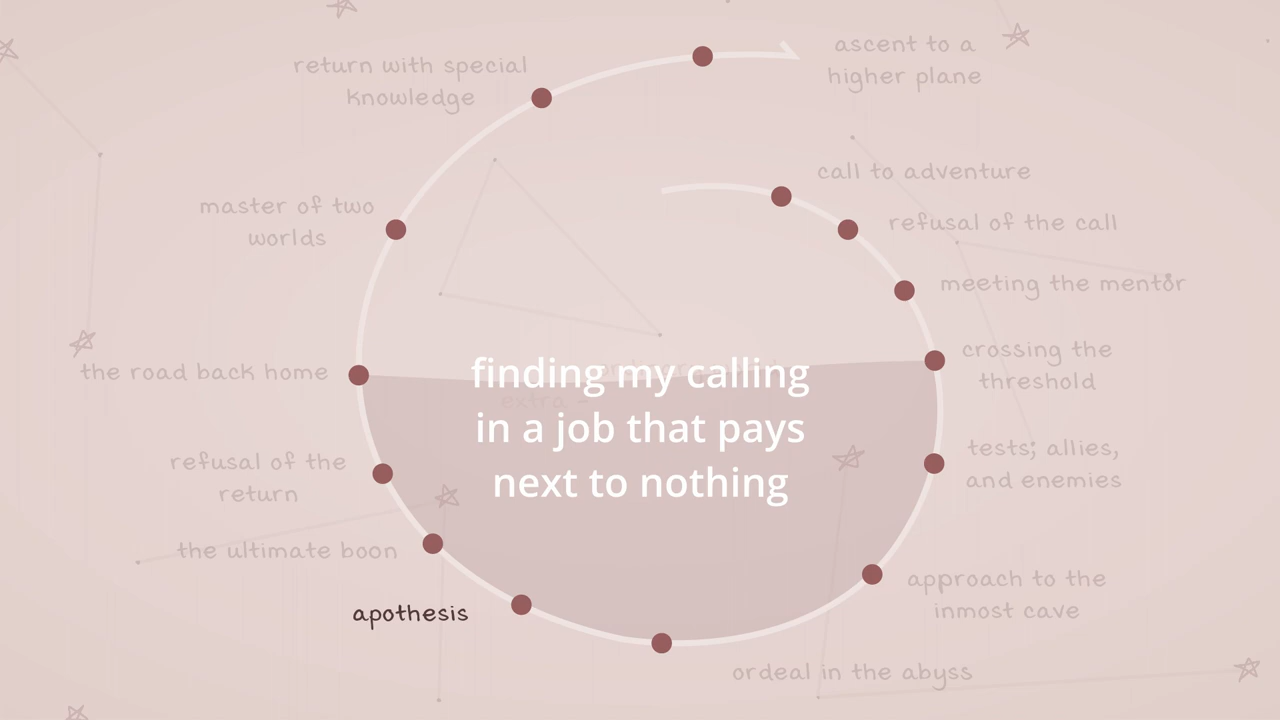 ascent to a
higher plane
return with special
knowledge
call to adventure
master of two
worlds
refusal of the call
meeting the mentor
crossing the
threshold
the road back home
finding my calling
in a job that pays
next to nothing
extra -
tests; allies,
and enemies
refusal of the
return
the ultimate boon
approach to the
inmost cave
apothesis
ordeal in the abyss